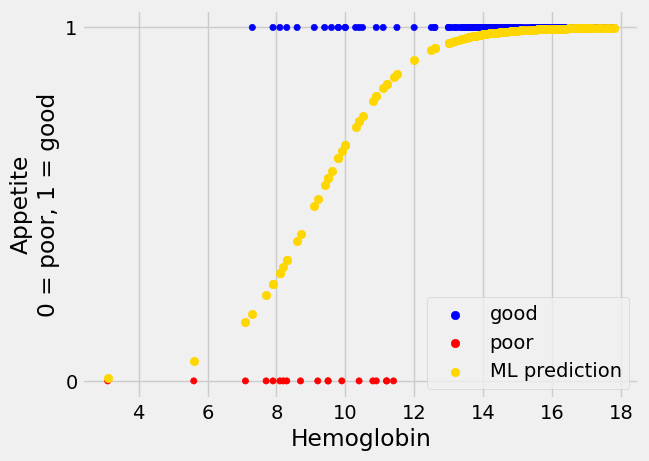 1
Appetite
0 = poor, 1 = good
0
good
poor
ML prediction
4 6 8 10 12 14 16 18
Hemoglobin